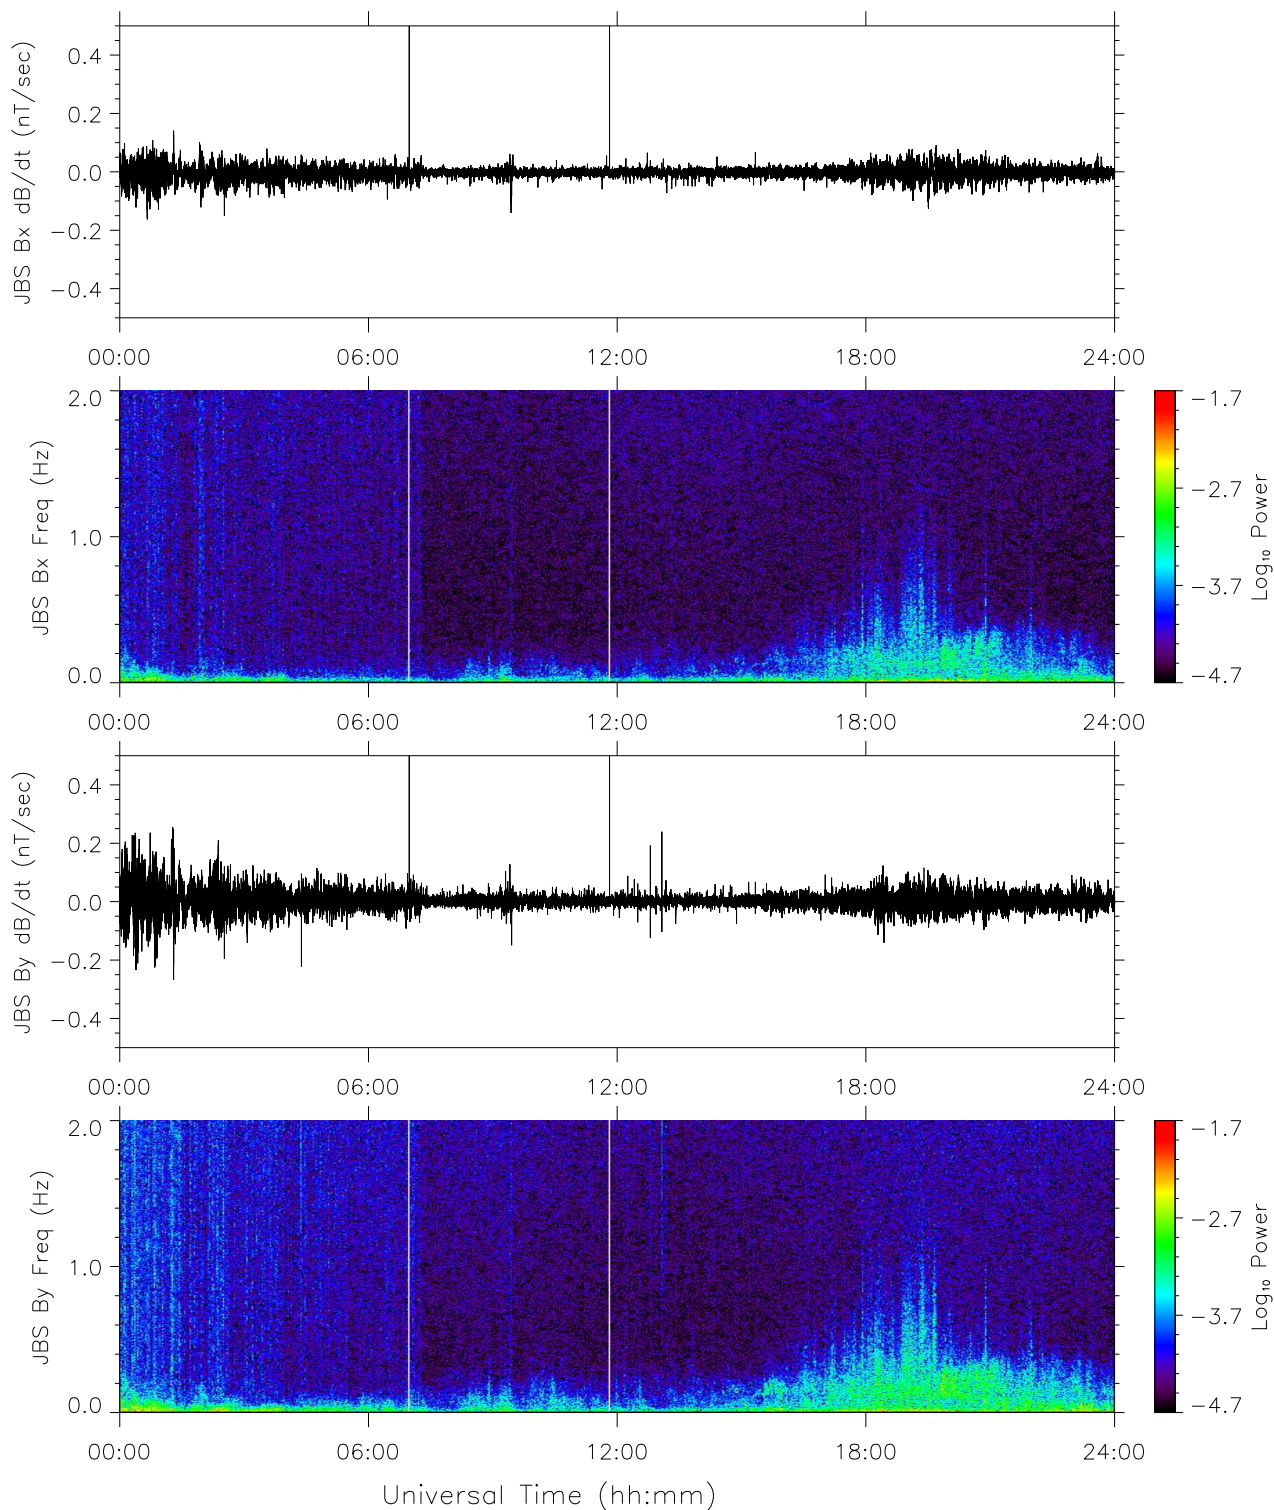 JBS Bx dB/dt (nT/sec)
0.4
0.2
0.0
−0.2
−0.4
00:00 06:00 12:00 18:00 24:00
JBS Bx Freq (Hz)
2.0
1.0
0.0
00:00 06:00 12:00 18:00 24:00
−1.7
−2.7
−3.7
−4.7
Log₁₀ Power
JBS By dB/dt (nT/sec)
0.4
0.2
0.0
−0.2
−0.4
00:00 06:00 12:00 18:00 24:00
JBS By Freq (Hz)
2.0
1.0
0.0
00:00 06:00 12:00 18:00 24:00
−1.7
−2.7
−3.7
−4.7
Log₁₀ Power
Universal Time (hh:mm)